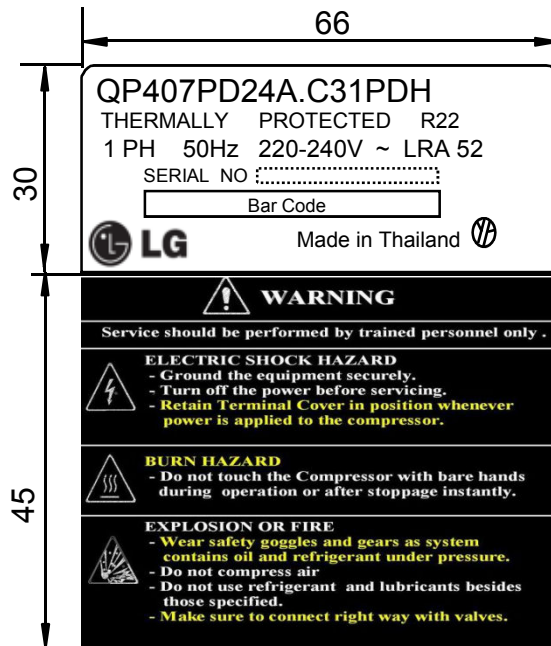 66
QP407PD24A.C31PDH
THERMALLY PROTECTED R22
1 PH 50Hz 220-240V ~ LRA 52
SERIAL NO
Bar Code
LG
Made in Thailand
30
WARNING
Service should be performed by trained personnel only .
ELECTRIC SHOCK HAZARD
- Ground the equipment securely.
- Turn off the power before servicing.
- Retain Terminal Cover in position whenever
power is applied to the compressor.
BURN HAZARD
- Do not touch the Compressor with bare hands
during operation or after stoppage instantly.
EXPLOSION OR FIRE
- Wear safety goggles and gears as system
contains oil and refrigerant under pressure.
- Do not compress air
- Do not use refrigerant and lubricants besides
those specified.
- Make sure to connect right way with valves.
45